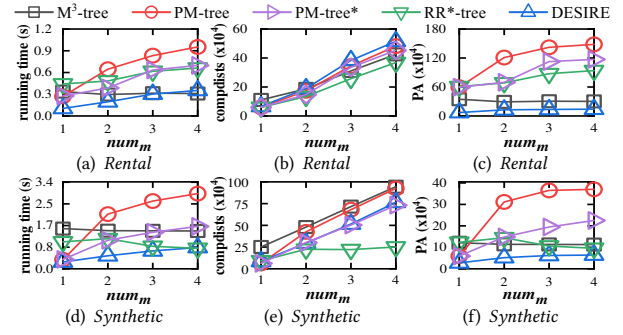 M³-tree PM-tree PM-tree* RR*-tree DESIRE
running time (s) 1.2 0.9 0.6 0.3 0.0 1 2 3 4 num_m
compdists (x10⁴) 60 45 30 15 0 1 2 3 4 num_m
PA (x10⁴) 180 120 60 0 1 2 3 4 num_m
(a) Rental (b) Rental (c) Rental
running time (s) 3.4 2.6 1.7 0.8 0.0 1 2 3 4 num_m
compdists (x10⁴) 100 75 50 25 0 1 2 3 4 num_m
PA (x10⁴) 40 30 20 10 0 1 2 3 4 num_m
(d) Synthetic (e) Synthetic (f) Synthetic